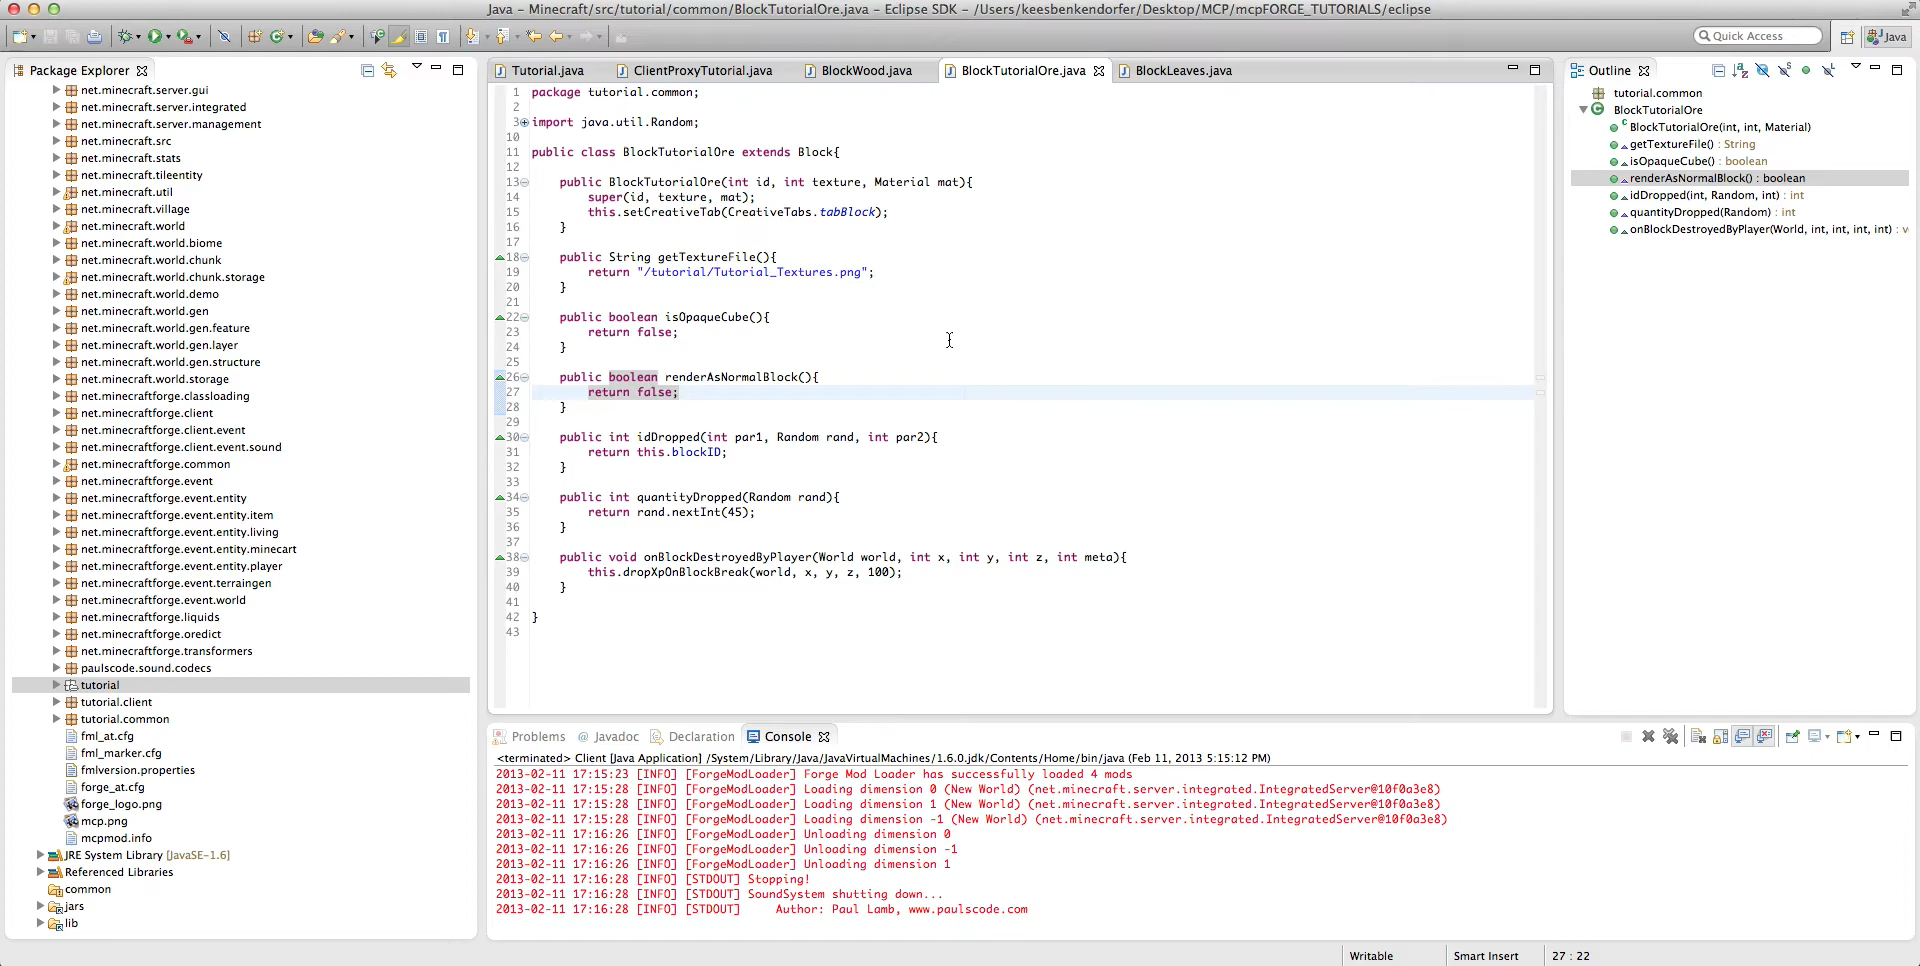 Java – Minecraft/src/tutorial/common/BlockTutorialOre.java – Eclipse SDK – /Users/keesbenkendorfer/Desktop/MCP/mcpFORGE_TUTORIALS/eclipse
Quick Access
Java
Package Explorer
net.minecraft.server.gui
net.minecraft.server.integrated
net.minecraft.server.management
net.minecraft.src
net.minecraft.stats
net.minecraft.tileentity
net.minecraft.util
net.minecraft.village
net.minecraft.world
net.minecraft.world.biome
net.minecraft.world.chunk
net.minecraft.world.chunk.storage
net.minecraft.world.demo
net.minecraft.world.gen
net.minecraft.world.gen.feature
net.minecraft.world.gen.layer
net.minecraft.world.gen.structure
net.minecraft.world.storage
net.minecraftforge.classloading
net.minecraftforge.client
net.minecraftforge.client.event
net.minecraftforge.client.event.sound
net.minecraftforge.common
net.minecraftforge.event
net.minecraftforge.event.entity
net.minecraftforge.event.entity.item
net.minecraftforge.event.entity.living
net.minecraftforge.event.entity.minecart
net.minecraftforge.event.entity.player
net.minecraftforge.event.terraingen
net.minecraftforge.event.world
net.minecraftforge.liquids
net.minecraftforge.oredict
net.minecraftforge.transformers
paulscode.sound.codecs
tutorial
tutorial.client
tutorial.common
fml_at.cfg
fml_marker.cfg
fmlversion.properties
forge_at.cfg
forge_logo.png
mcp.png
mcpmod.info
JRE System Library [JavaSE-1.6]
Referenced Libraries
common
jars
lib
Tutorial.java ClientProxyTutorial.java BlockWood.java BlockTutorialOre.java BlockLeaves.java
1 package tutorial.common;
2
3 import java.util.Random;
10
11 public class BlockTutorialOre extends Block{
12
13 public BlockTutorialOre(int id, int texture, Material mat){
14 super(id, texture, mat);
15 this.setCreativeTab(CreativeTabs.tabBlock);
16 }
17
18 public String getTextureFile(){
19 return "/tutorial/Tutorial_Textures.png";
20 }
21
22 public boolean isOpaqueCube(){
23 return false;
24 }
25
26 public boolean renderAsNormalBlock(){
27 return false;
28 }
29
30 public int idDropped(int par1, Random rand, int par2){
31 return this.blockID;
32 }
33
34 public int quantityDropped(Random rand){
35 return rand.nextInt(45);
36 }
37
38 public void onBlockDestroyedByPlayer(World world, int x, int y, int z, int meta){
39 this.dropXpOnBlockBreak(world, x, y, z, 100);
40 }
41
42 }
43
Outline
tutorial.common
BlockTutorialOre
BlockTutorialOre(int, int, Material)
getTextureFile() : String
isOpaqueCube() : boolean
renderAsNormalBlock() : boolean
idDropped(int, Random, int) : int
quantityDropped(Random) : int
onBlockDestroyedByPlayer(World, int, int, int, int) : v
Problems @ Javadoc Declaration Console
<terminated> Client [Java Application] /System/Library/Java/JavaVirtualMachines/1.6.0.jdk/Contents/Home/bin/java (Feb 11, 2013 5:15:12 PM)
2013-02-11 17:15:23 [INFO] [ForgeModLoader] Forge Mod Loader has successfully loaded 4 mods
2013-02-11 17:15:28 [INFO] [ForgeModLoader] Loading dimension 0 (New World) (net.minecraft.server.integrated.IntegratedServer@10f0a3e8)
2013-02-11 17:15:28 [INFO] [ForgeModLoader] Loading dimension 1 (New World) (net.minecraft.server.integrated.IntegratedServer@10f0a3e8)
2013-02-11 17:15:28 [INFO] [ForgeModLoader] Loading dimension -1 (New World) (net.minecraft.server.integrated.IntegratedServer@10f0a3e8)
2013-02-11 17:16:26 [INFO] [ForgeModLoader] Unloading dimension 0
2013-02-11 17:16:26 [INFO] [ForgeModLoader] Unloading dimension -1
2013-02-11 17:16:26 [INFO] [ForgeModLoader] Unloading dimension 1
2013-02-11 17:16:28 [INFO] [STDOUT] Stopping!
2013-02-11 17:16:28 [INFO] [STDOUT] SoundSystem shutting down...
2013-02-11 17:16:28 [INFO] [STDOUT] Author: Paul Lamb, www.paulscode.com
Writable Smart Insert 27 : 22